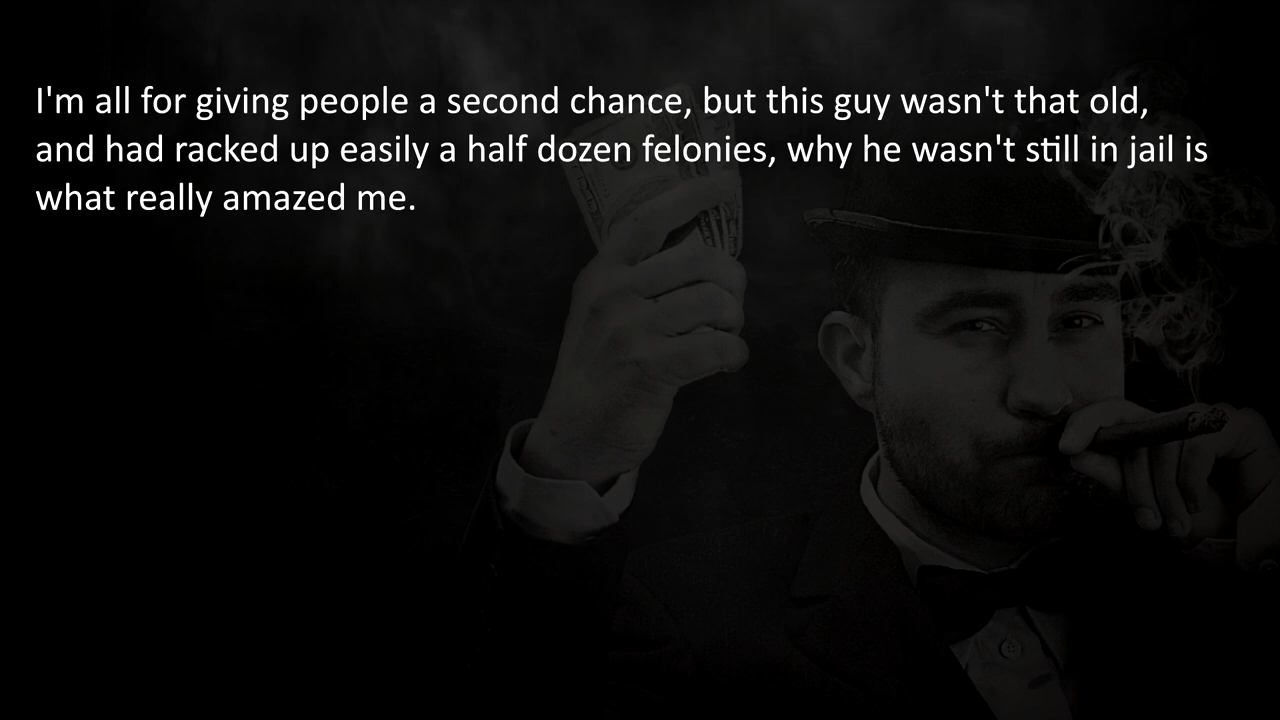 I'm all for giving people a second chance, but this guy wasn't that old,
and had racked up easily a half dozen felonies, why he wasn't still in jail is
what really amazed me.